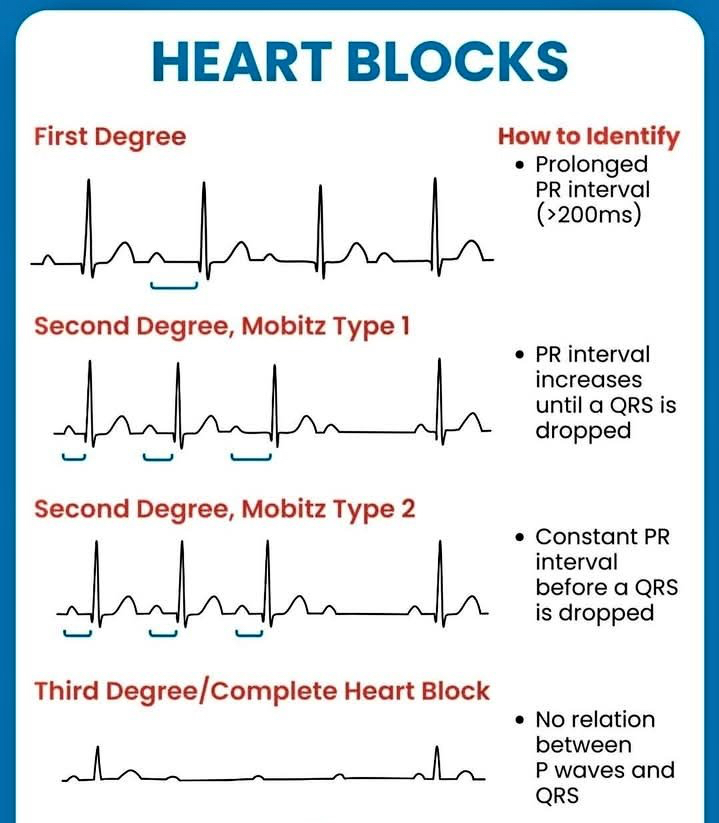 HEART BLOCKS
First Degree
How to Identify
• Prolonged
PR interval
(>200ms)
Second Degree, Mobitz Type 1
• PR interval
increases
until a QRS is
dropped
Second Degree, Mobitz Type 2
• Constant PR
interval
before a QRS
is dropped
Third Degree/Complete Heart Block
• No relation
between
P waves and
QRS